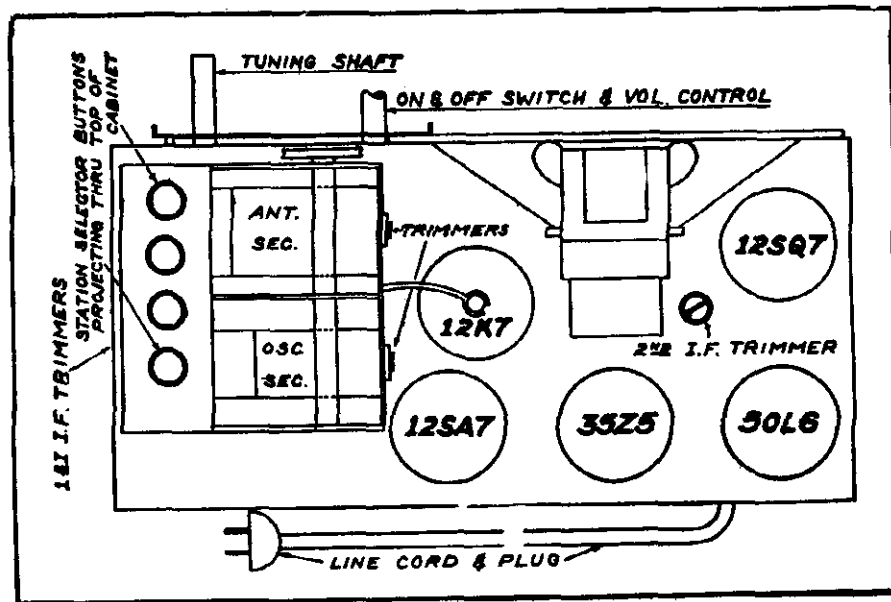 TUNING SHAFT
ON & OFF SWITCH & VOL. CONTROL
STATION SELECTOR BUTTONS
PROJECTING THRU TOP OF
CABINET
1ST I.F. TRIMMERS
ANT.
SEC.
TRIMMERS
12SQ7
12K7
2ND I.F. TRIMMER
OSC.
SEC.
12SA7
35Z5
50L6
LINE CORD & PLUG